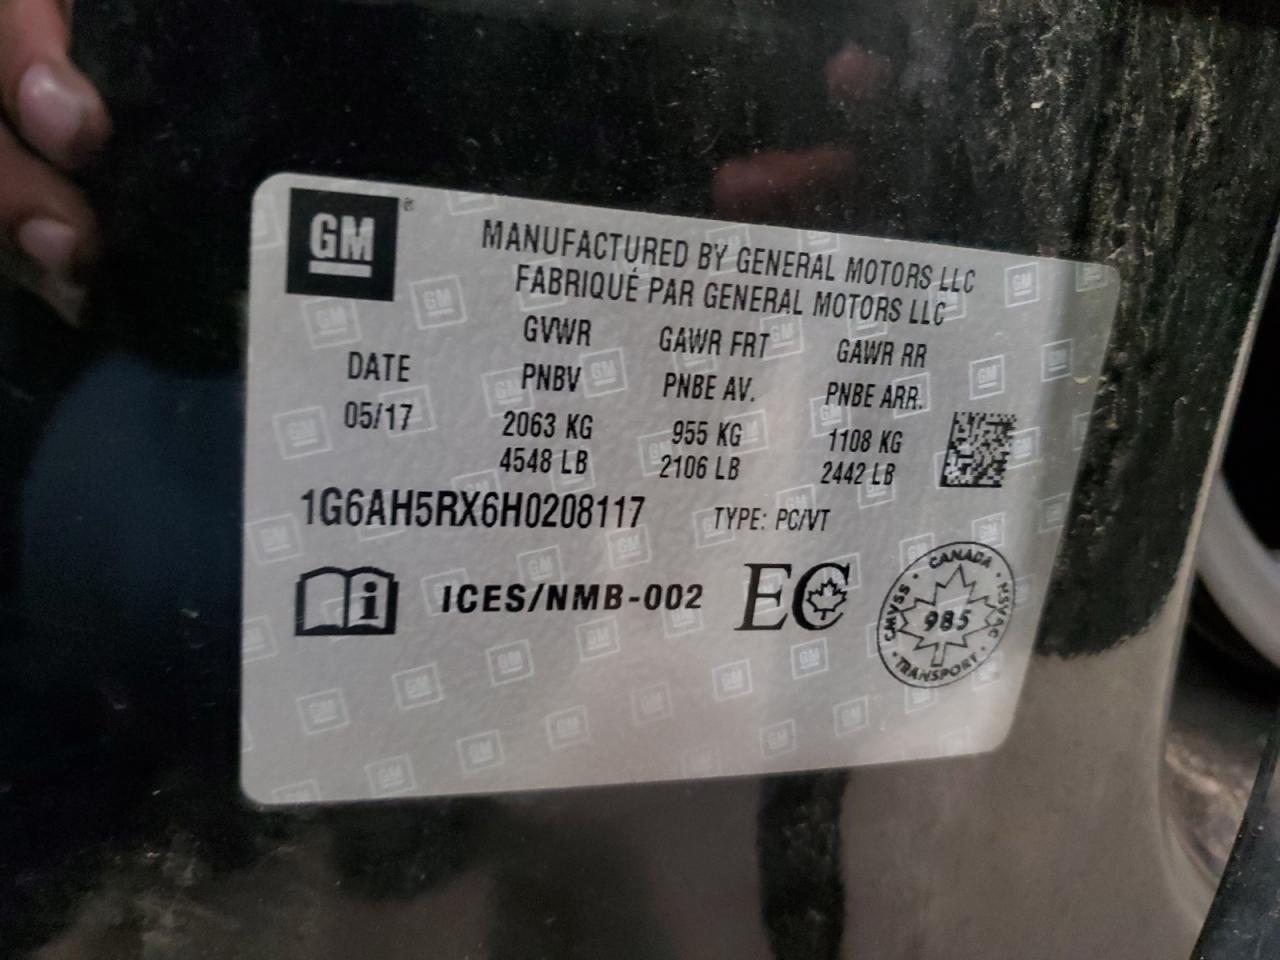 GM ®
MANUFACTURED BY GENERAL MOTORS LLC
FABRIQUÉ PAR GENERAL MOTORS LLC
DATE
05/17
GVWR
PNBV
2063 KG
4548 LB
GAWR FRT
PNBE AV.
955 KG
2106 LB
GAWR RR
PNBE ARR.
1108 KG
2442 LB
1G6AH5RX6H0208117
TYPE: PC/VT
i
ICES/NMB-002
EC
CANADA
CMVSS · NSVAC
985
TRANSPORT